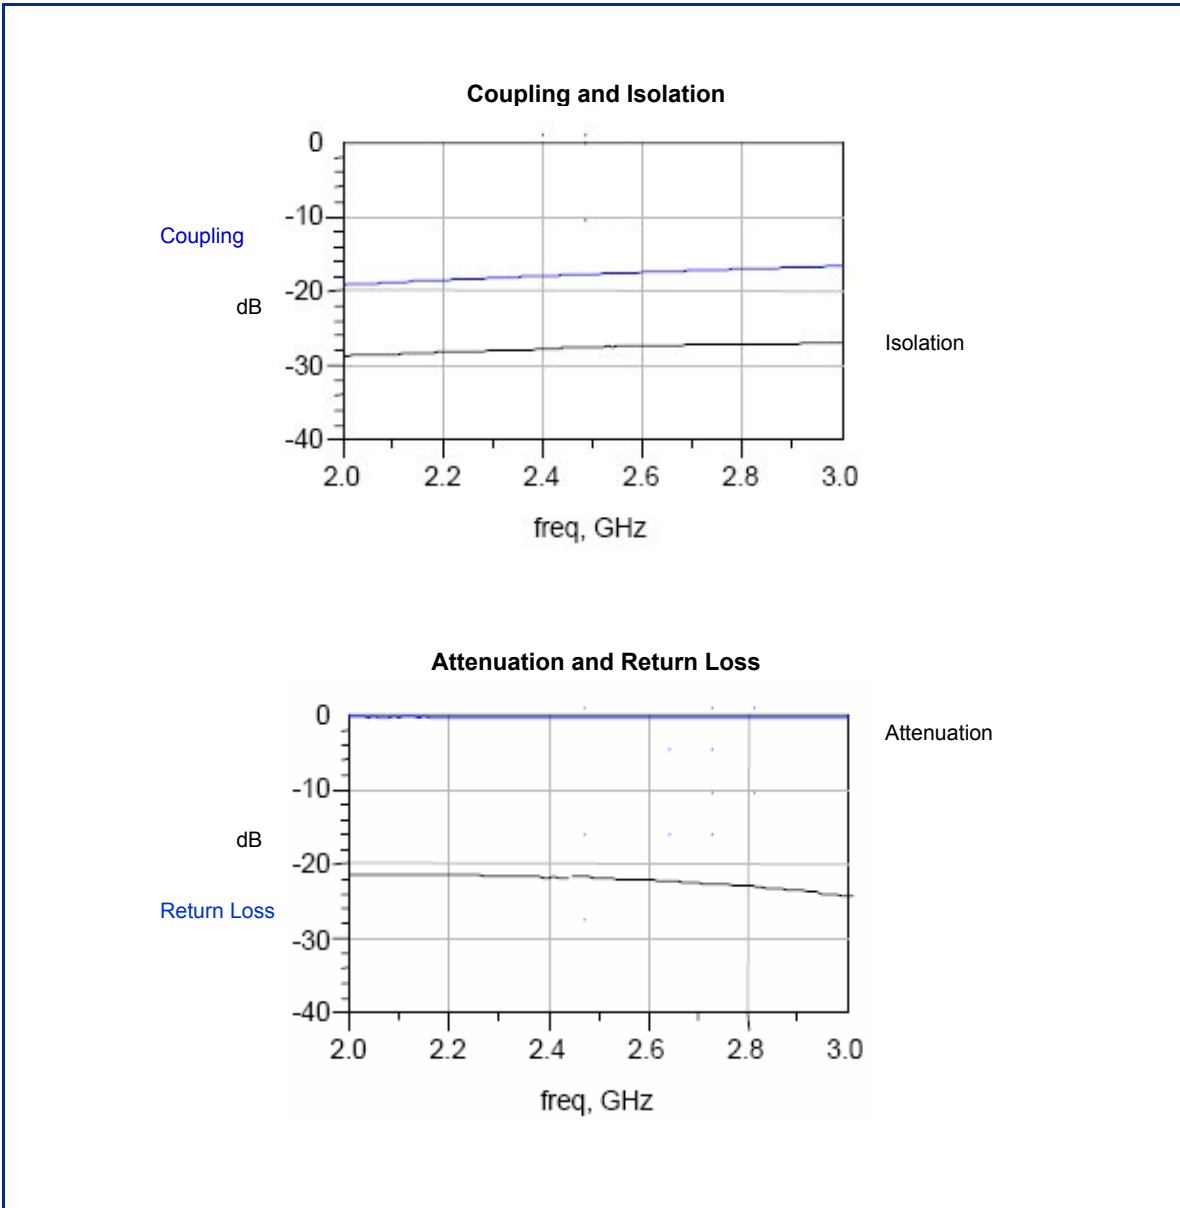 Coupling and Isolation
0
-10
Coupling
-20
dB
Isolation
-30
-40
2.0 2.2 2.4 2.6 2.8 3.0
freq, GHz
Attenuation and Return Loss
0
Attenuation
-10
dB
-20
Return Loss
-30
-40
2.0 2.2 2.4 2.6 2.8 3.0
freq, GHz